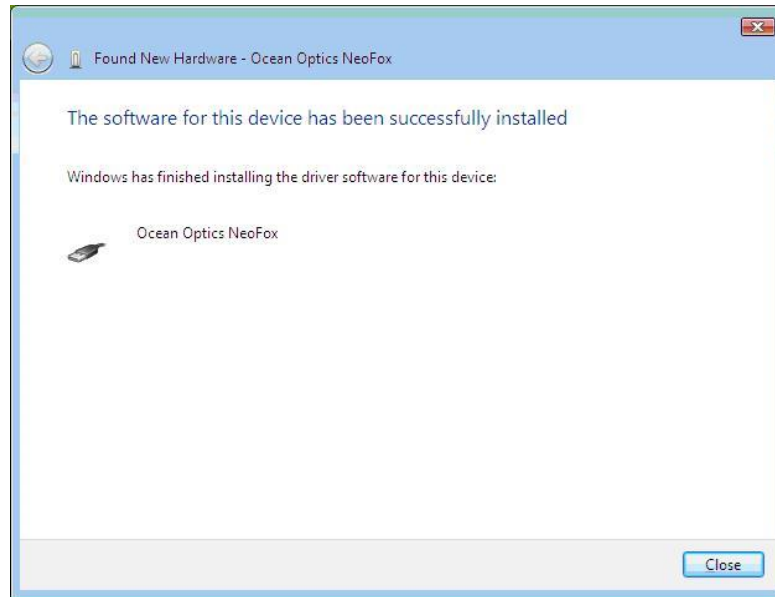 Found New Hardware - Ocean Optics NeoFox
The software for this device has been successfully installed
Windows has finished installing the driver software for this device:
Ocean Optics NeoFox
Close